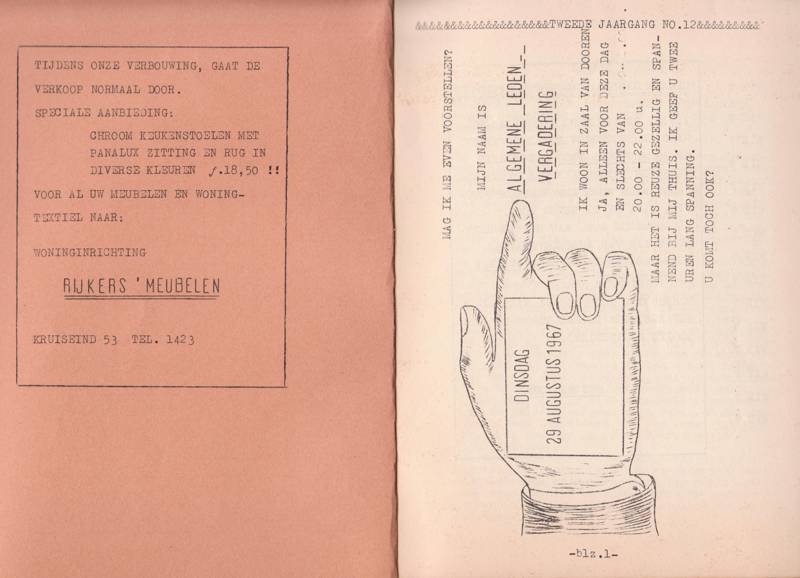 TIJDENS ONZE VERBOUWING, GAAT DE
VERKOOP NORMAAL DOOR.
SPECIALE AANBIEDING:
CHROOM KEUKENSTOELEN MET
PANALUX ZITTING EN RUG IN
DIVERSE KLEUREN f.18,50 !!
VOOR AL UW MEUBELEN EN WONING-
TEXTIEL NAAR:
WONINGINRICHTING
RIJKERS 'MEUBELEN
KRUISEIND 53 TEL. 1423
&&&&&&&&&&&&&&&&&&&TWEEDE JAARGANG NO.12&&&&&&&&&
MAG IK ME EVEN VOORSTELLEN?
MIJN NAAM IS
ALGEMENE LEDEN-
VERGADERING
IK WOON IN ZAAL VAN DOOREN
JA, ALLEEN VOOR DEZE DAG
EN SLECHTS VAN
20.00 - 22.00 u.
MAAR HET IS REUZE GEZELLIG EN SPAN-
NEND BIJ MIJ THUIS. IK GEEF U TWEE
UREN LANG SPANNING.
U KOMT TOCH OOK?
DINSDAG
29 AUGUSTUS 1967
-blz.1-